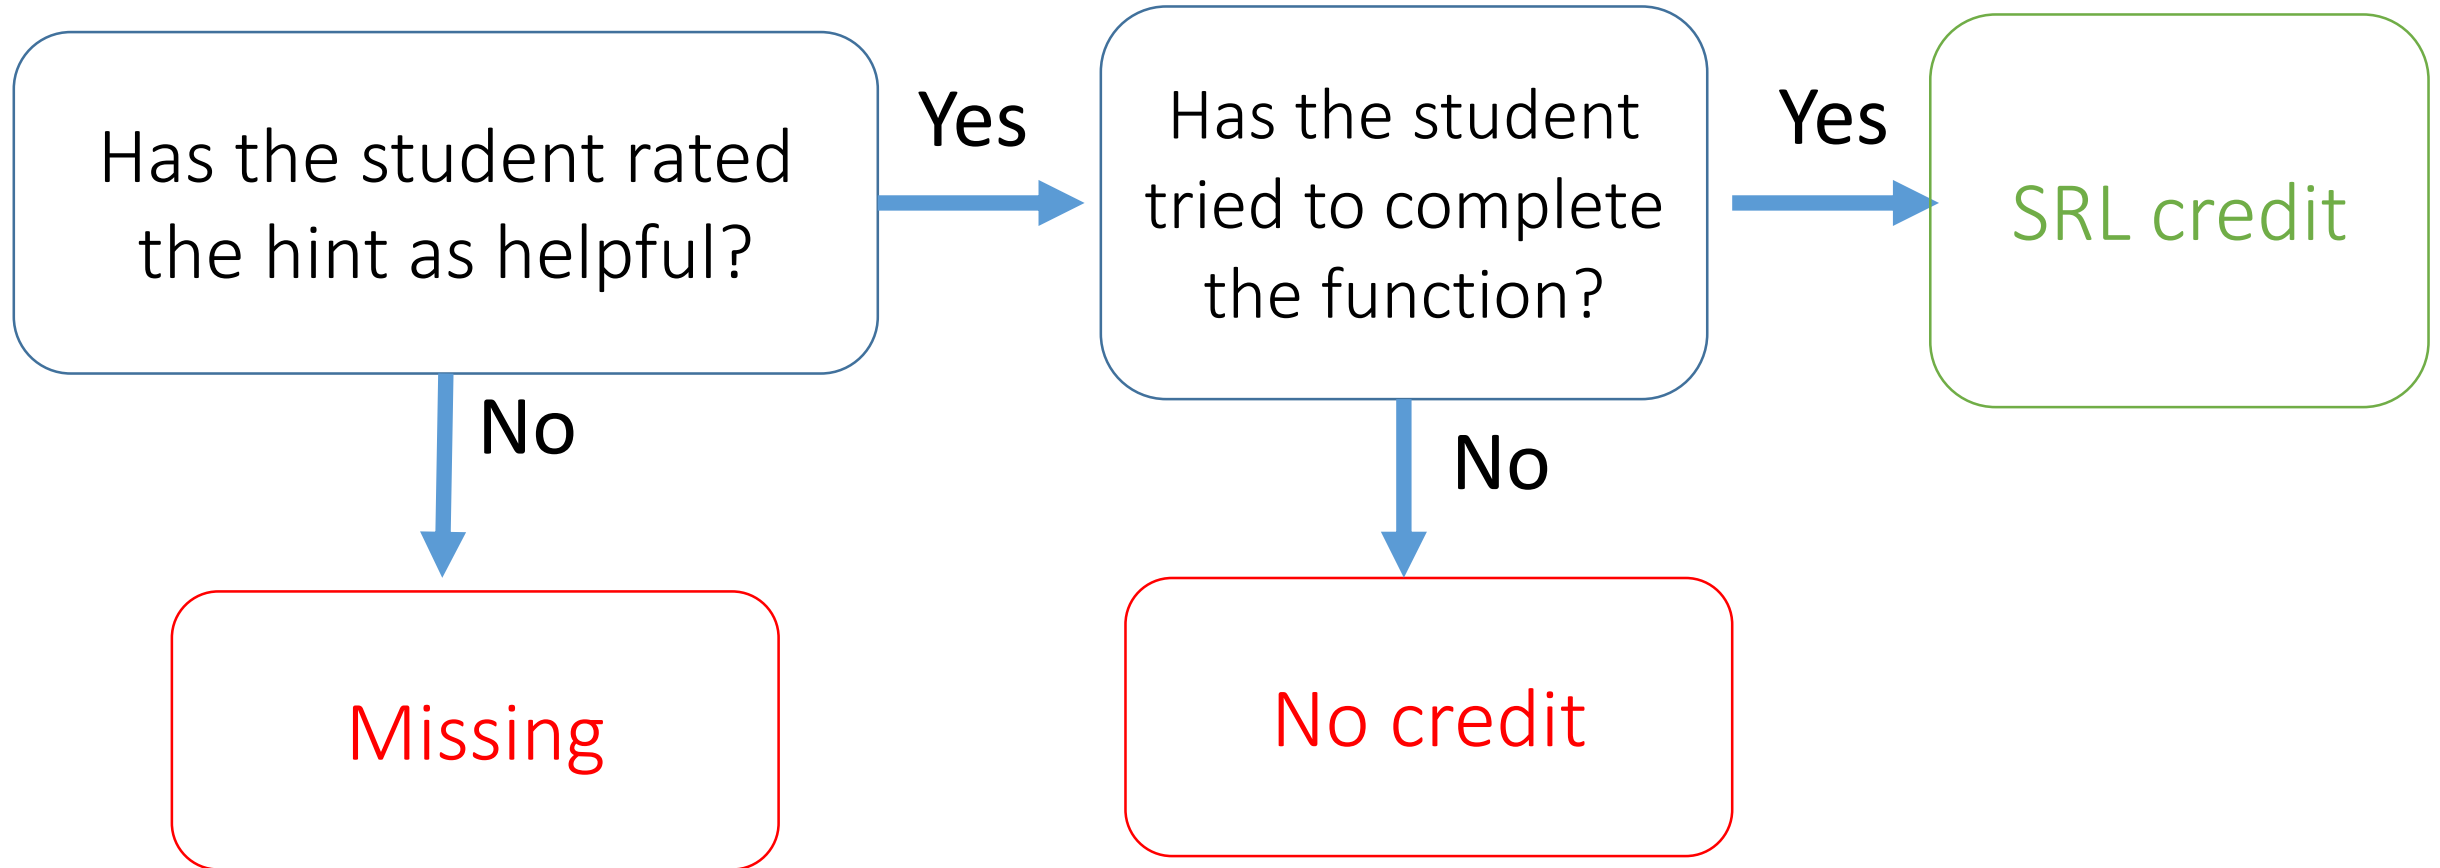 Has the student rated
the hint as helpful?
Yes
Has the student
tried to complete
the function?
Yes
SRL credit
No
No
Missing
No credit